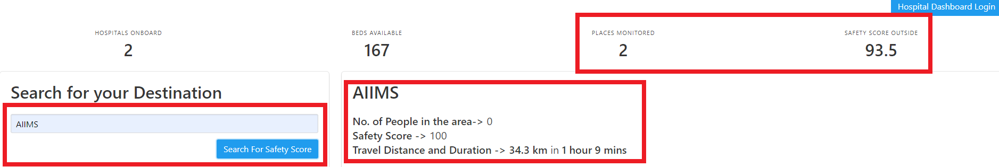 Hospital Dashboard Login
HOSPITALS ONBOARD
2
BEDS AVAILABLE
167
PLACES MONITORED
2
SAFETY SCORE OUTSIDE
93.5
Search for your Destination
AIIMS
Search For Safety Score
AIIMS
No. of People in the area-> 0
Safety Score -> 100
Travel Distance and Duration -> 34.3 km in 1 hour 9 mins